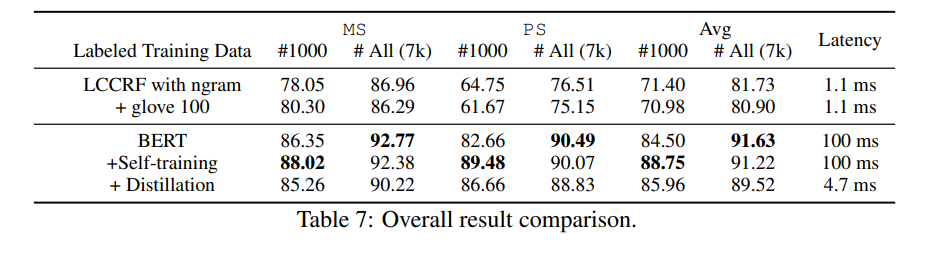 MS PS Avg
Labeled Training Data #1000 # All (7k) #1000 # All (7k) #1000 # All (7k) Latency
LCCRF with ngram 78.05 86.96 64.75 76.51 71.40 81.73 1.1 ms
+ glove 100 80.30 86.29 61.67 75.15 70.98 80.90 1.1 ms
BERT 86.35 92.77 82.66 90.49 84.50 91.63 100 ms
+Self-training 88.02 92.38 89.48 90.07 88.75 91.22 100 ms
+ Distillation 85.26 90.22 86.66 88.83 85.96 89.52 4.7 ms
Table 7: Overall result comparison.